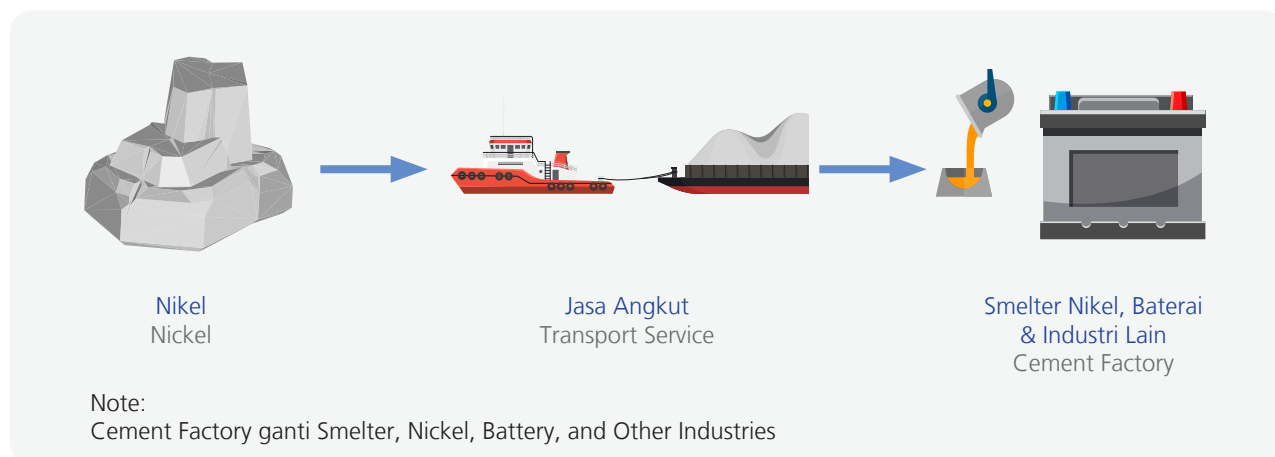 Nikel
Nickel
Jasa Angkut
Transport Service
Smelter Nikel, Baterai
& Industri Lain
Cement Factory
Note:
Cement Factory ganti Smelter, Nickel, Battery, and Other Industries